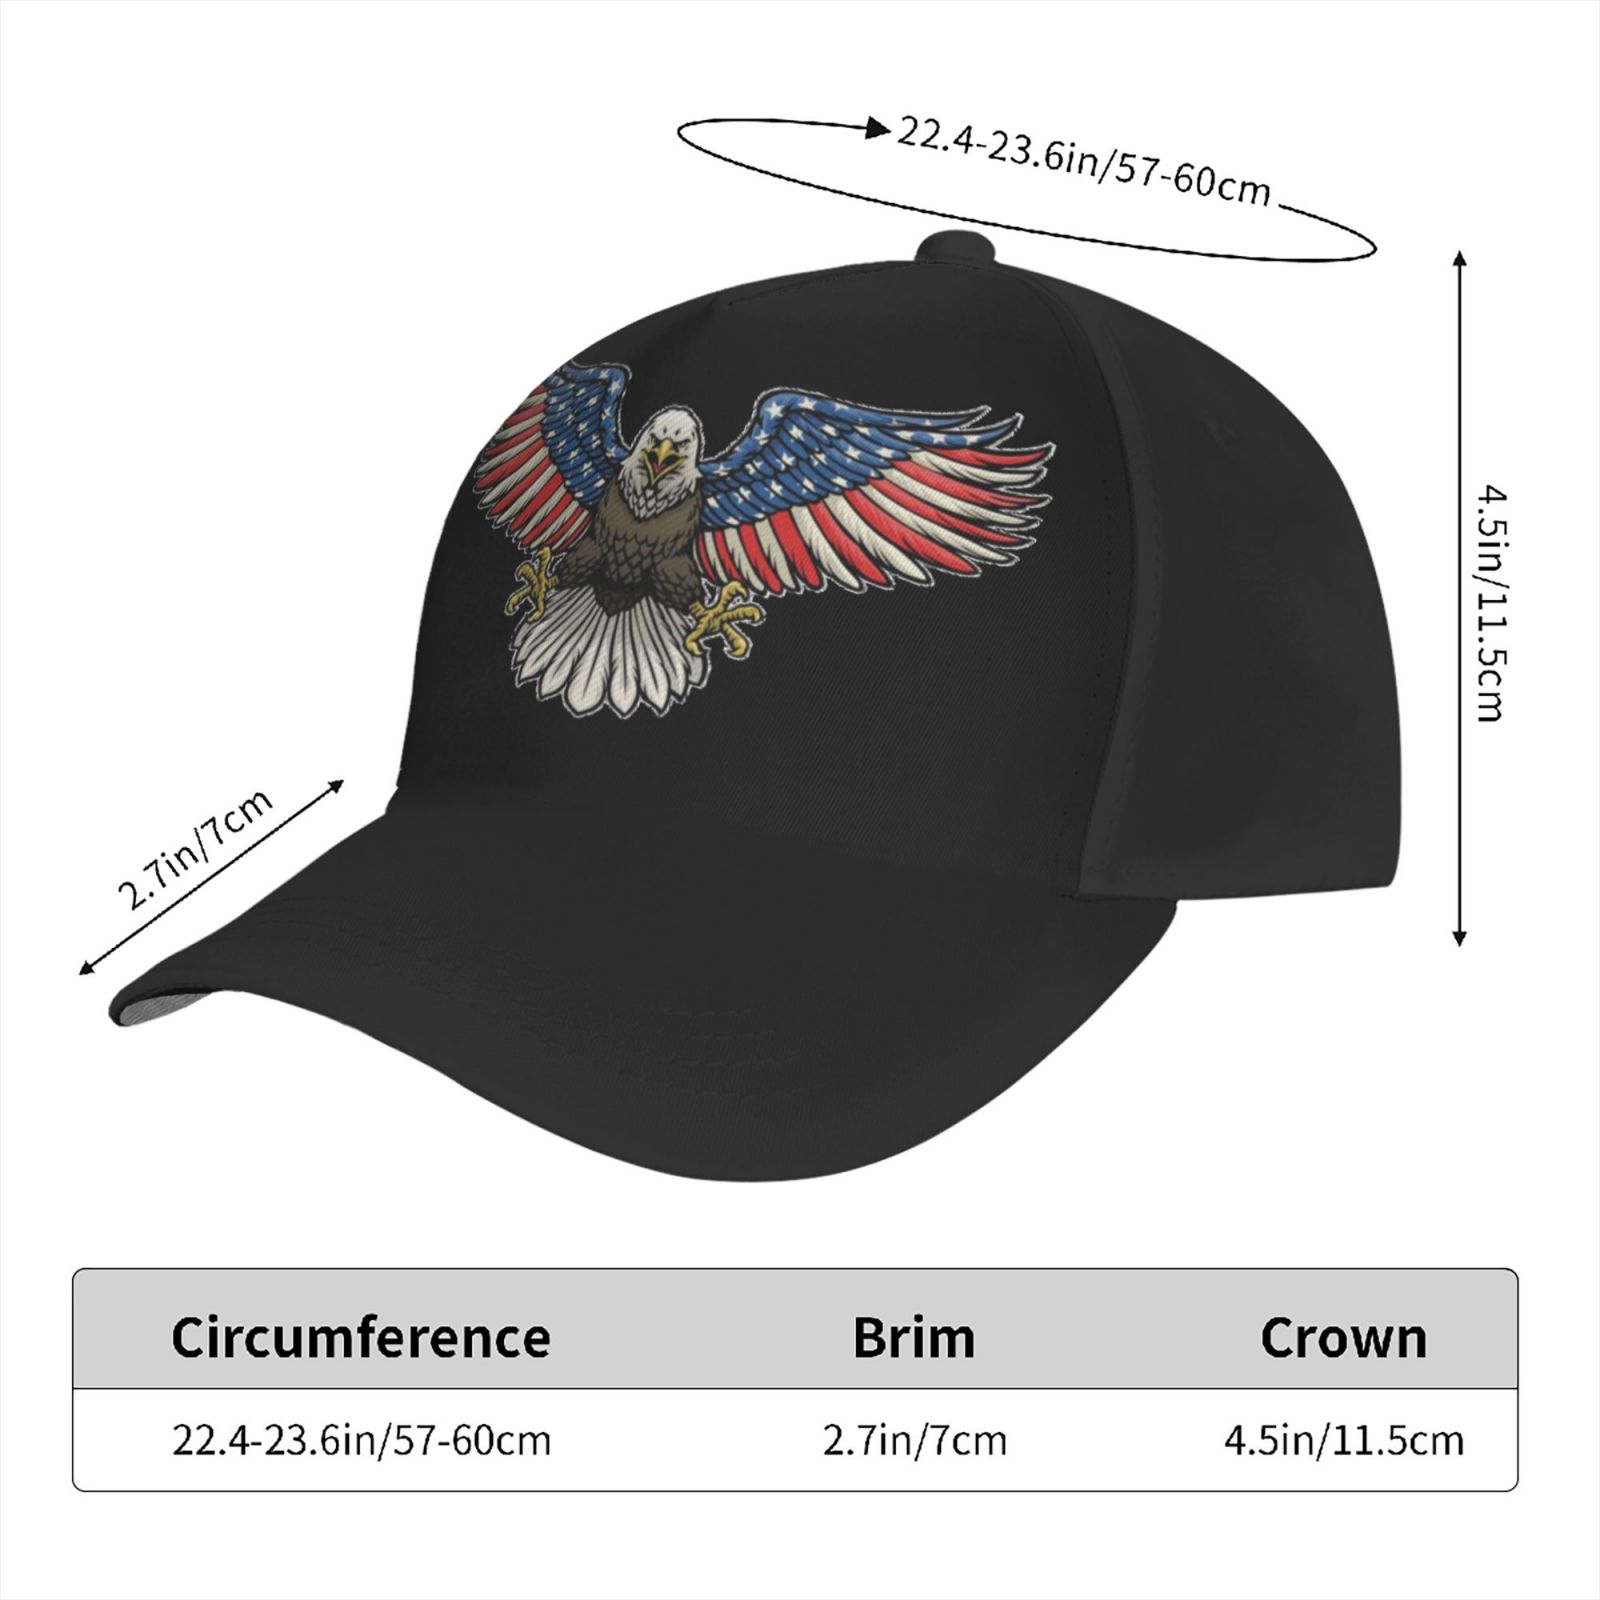 22.4-23.6in/57-60cm
4.5in/11.5cm
2.7in/7cm
Circumference Brim Crown
22.4-23.6in/57-60cm 2.7in/7cm 4.5in/11.5cm